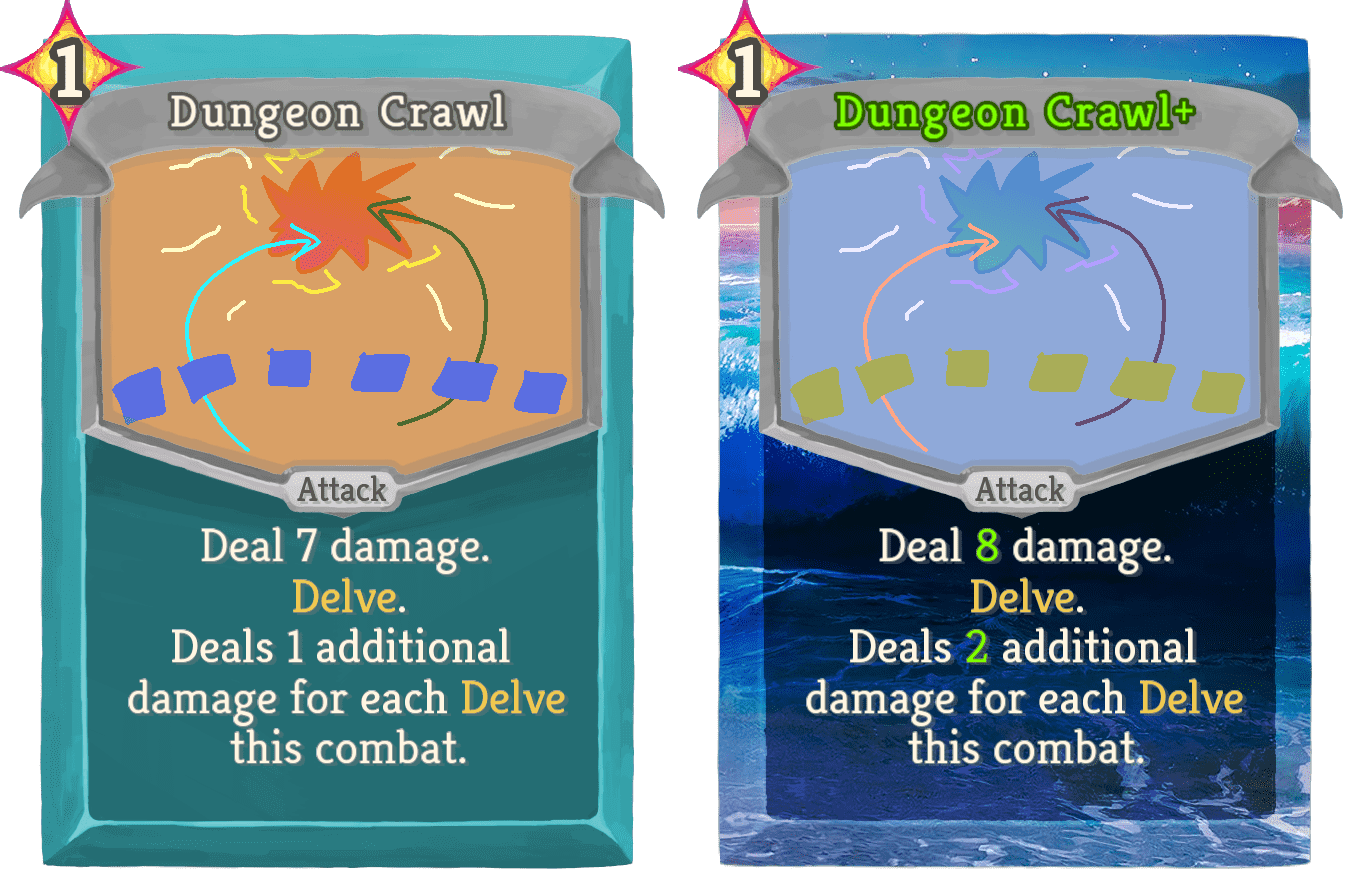 1
Dungeon Crawl
Attack
Deal 7 damage.
Delve.
Deals 1 additional
damage for each Delve
this combat.
1
Dungeon Crawl+
Attack
Deal 8 damage.
Delve.
Deals 2 additional
damage for each Delve
this combat.